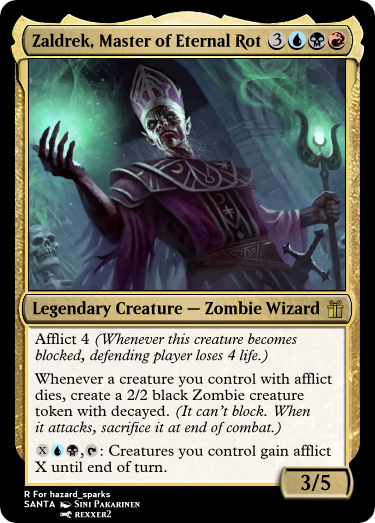 Zaldrek, Master of Eternal Rot 3
Legendary Creature — Zombie Wizard
Afflict 4 (Whenever this creature becomes
blocked, defending player loses 4 life.)
Whenever a creature you control with afflict
dies, create a 2/2 black Zombie creature
token with decayed. (It can't block. When
it attacks, sacrifice it at end of combat.)
X, : Creatures you control gain afflict
X until end of turn.
3/5
R For hazard_sparks
SANTA Sini Pakarinen
rexxer2